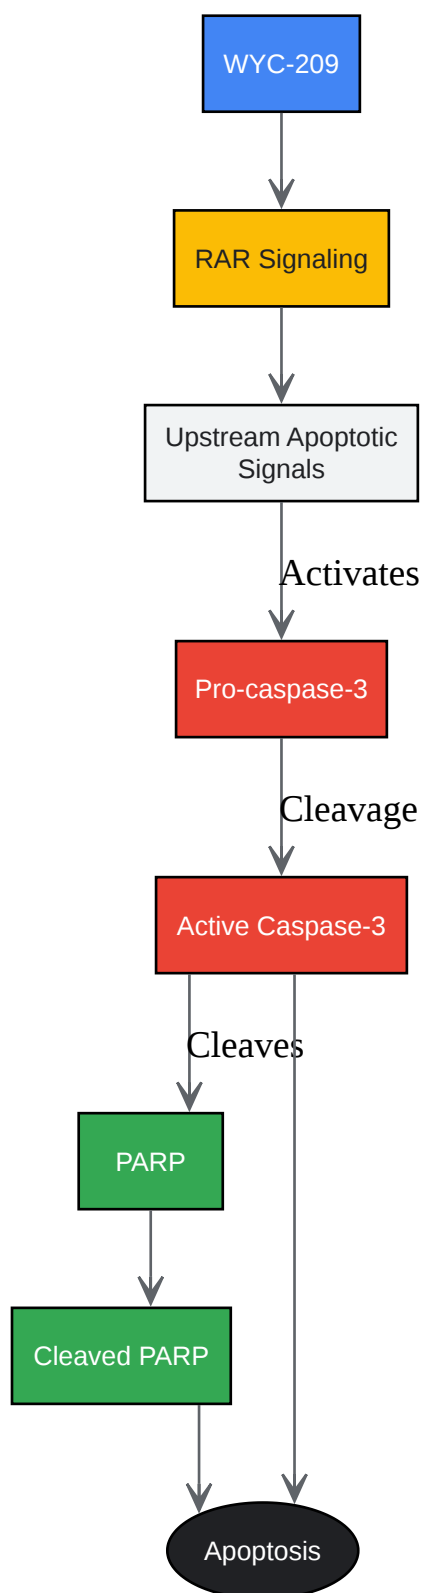 WYC-209
RAR Signaling
Upstream Apoptotic
Signals
Activates
Pro-caspase-3
Cleavage
Active Caspase-3
Cleaves
PARP
Cleaved PARP
Apoptosis